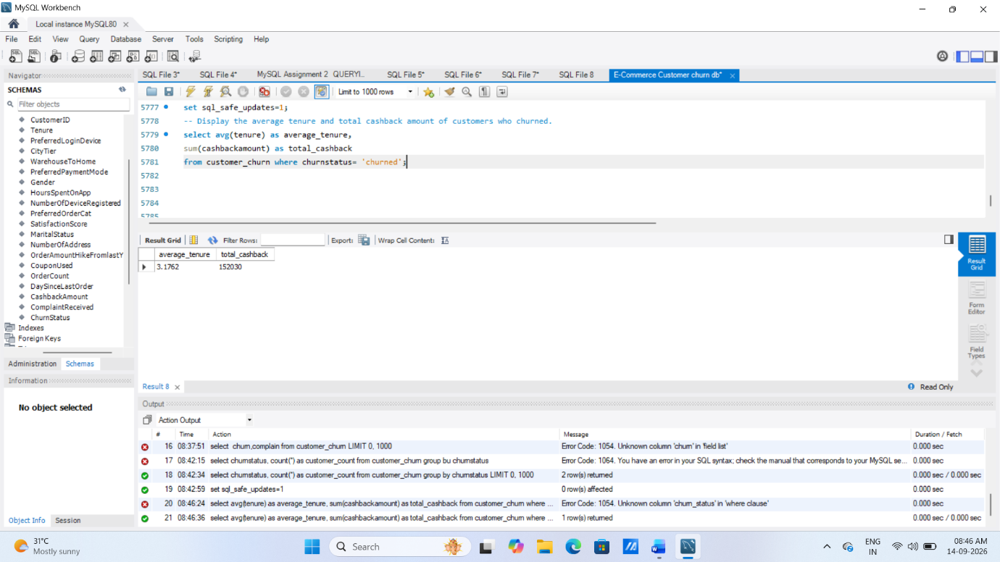 MySQL Workbench
Local instance MySQL80
File Edit View Query Database Server Tools Scripting Help
Navigator
SCHEMAS
Filter objects
CustomerID
Tenure
PreferredLoginDevice
CityTier
WarehouseToHome
PreferredPaymentMode
Gender
HoursSpentOnApp
NumberOfDeviceRegistered
PreferredOrderCat
SatisfactionScore
MaritalStatus
NumberOfAddress
OrderAmountHikeFromlastY
CouponUsed
OrderCount
DaySinceLastOrder
CashbackAmount
ComplaintReceived
ChurnStatus
Indexes
Foreign Keys
Administration Schemas
Information
No object selected
Object Info Session
SQL File 3* SQL File 4* MySQL Assignment 2 QUERYI... SQL File 5* SQL File 6* SQL File 7* SQL File 8 E-Commerce Customer churn db*
Limit to 1000 rows
5777 set sql_safe_updates=1;
5778 -- Display the average tenure and total cashback amount of customers who churned.
5779 select avg(tenure) as average_tenure,
5780 sum(cashbackamount) as total_cashback
5781 from customer_churn where churnstatus= 'churned';
5782
5783
5784
5785
Result Grid Filter Rows: Export: Wrap Cell Content:
average_tenure total_cashback
3.1762 152030
Result Grid
Form Editor
Field Types
Result 8 Read Only
Output
Action Output
# Time Action Message Duration / Fetch
16 08:37:51 select churn,complain from customer_churn LIMIT 0, 1000 Error Code: 1054. Unknown column 'churn' in 'field list' 0.000 sec
17 08:42:15 select churnstatus, count(*) as customer_count from customer_churn group bu churnstatus Error Code: 1064. You have an error in your SQL syntax; check the manual that corresponds to your MySQL se... 0.000 sec
18 08:42:34 select churnstatus, count(*) as customer_count from customer_churn group by churnstatus LIMIT 0, 1000 2 row(s) returned 0.000 sec / 0.000 sec
19 08:42:59 set sql_safe_updates=1 0 row(s) affected 0.000 sec
20 08:46:24 select avg(tenure) as average_tenure, sum(cashbackamount) as total_cashback from customer_churn where ... Error Code: 1054. Unknown column 'churn_status' in 'where clause' 0.000 sec
21 08:46:36 select avg(tenure) as average_tenure, sum(cashbackamount) as total_cashback from customer_churn where ... 1 row(s) returned 0.000 sec / 0.000 sec
31°C
Mostly sunny
Search
ENG
IN
08:46 AM
14-09-2026